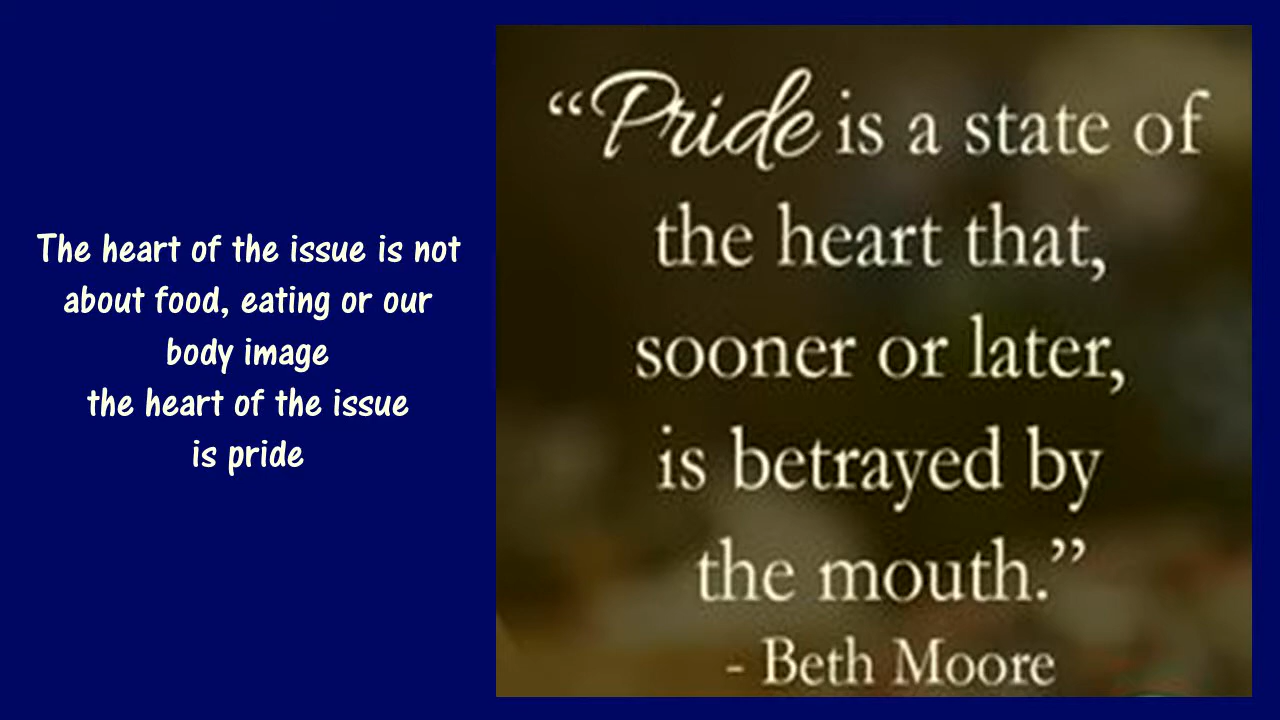 The heart of the issue is not
about food, eating or our
body image
the heart of the issue
is pride
“Pride is a state of
the heart that,
sooner or later,
is betrayed by
the mouth.”
- Beth Moore